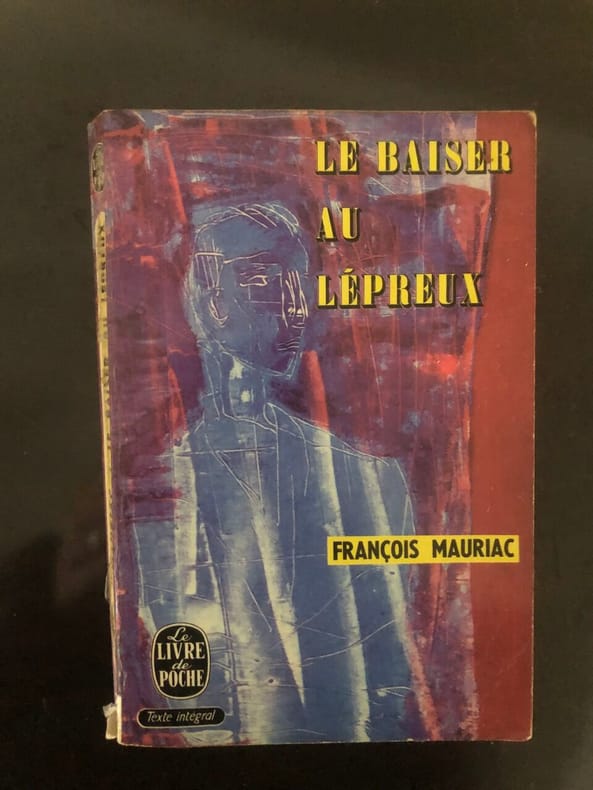 LE BAISER
AU
LÉPREUX
FRANÇOIS MAURIAC
Le
LIVRE
de
POCHE
Texte intégral